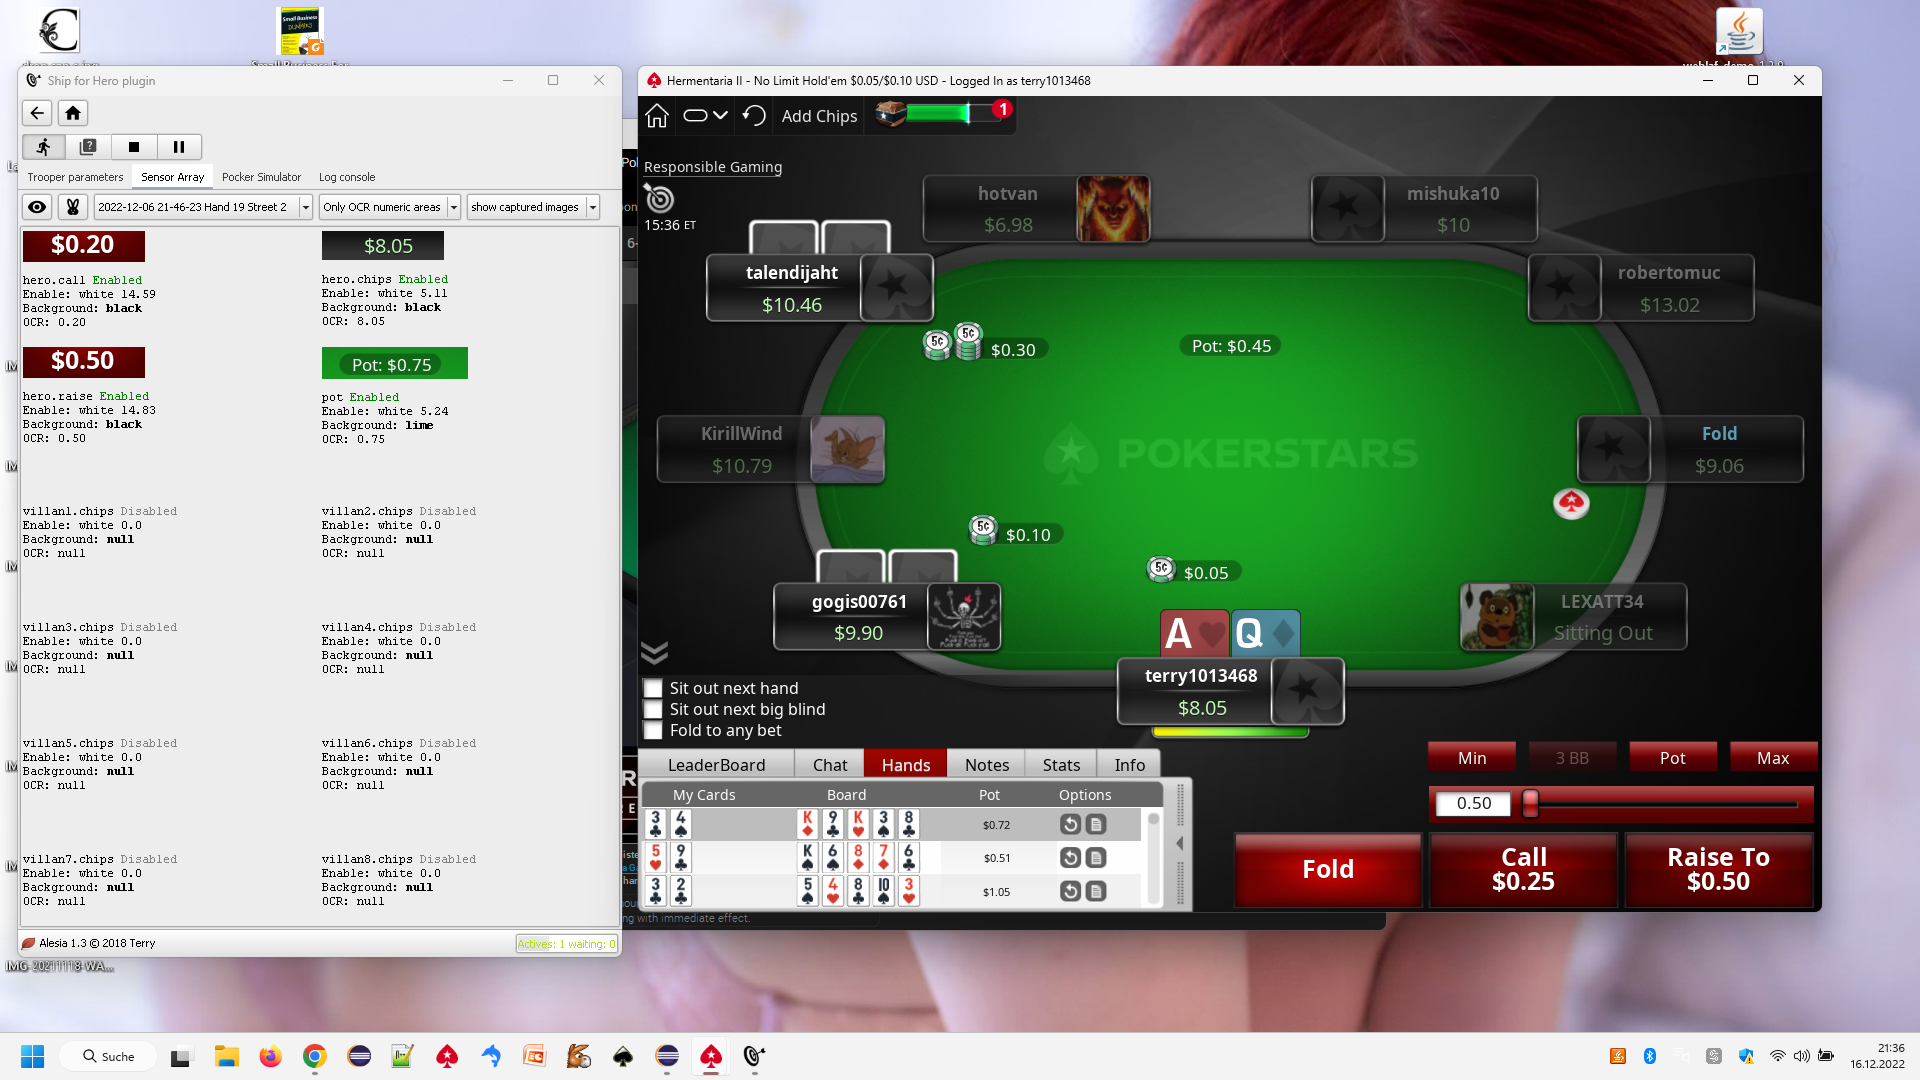 Ship for Hero plugin
Trooper parameters
Sensor Array
Pocker Simulator
Log console
2022-12-06 21-46-23 Hand 19 Street 2
Only OCR numeric areas
show captured images
$0.20
$8.05
hero.call Enabled
Enable: white 14.59
Background: black
OCR: 0.20
hero.chips Enabled
Enable: white 5.11
Background: black
OCR: 8.05
$0.50
Pot: $0.75
hero.raise Enabled
Enable: white 14.83
Background: black
OCR: 0.50
pot Enabled
Enable: white 5.24
Background: lime
OCR: 0.75
villan1.chips Disabled
Enable: white 0.0
Background: null
OCR: null
villan2.chips Disabled
Enable: white 0.0
Background: null
OCR: null
villan3.chips Disabled
Enable: white 0.0
Background: null
OCR: null
villan4.chips Disabled
Enable: white 0.0
Background: null
OCR: null
villan5.chips Disabled
Enable: white 0.0
Background: null
OCR: null
villan6.chips Disabled
Enable: white 0.0
Background: null
OCR: null
villan7.chips Disabled
Enable: white 0.0
Background: null
OCR: null
villan8.chips Disabled
Enable: white 0.0
Background: null
OCR: null
Alesia 1.3 © 2018 Terry
Actives: 1 waiting: 0
Hermentaria II - No Limit Hold'em $0.05/$0.10 USD - Logged In as terry1013468
Add Chips
1
Responsible Gaming
15:36 ET
hotvan
$6.98
mishuka10
$10
talendijaht
$10.46
robertomuc
$13.02
5¢ 5¢ $0.30
Pot: $0.45
KirillWind
$10.79
POKERSTARS
Fold
$9.06
5¢ $0.10
5¢ $0.05
gogis00761
$9.90
A Q
LEXATT34
Sitting Out
terry1013468
$8.05
Sit out next hand
Sit out next big blind
Fold to any bet
LeaderBoard
Chat
Hands
Notes
Stats
Info
My Cards
Board
Pot
Options
3 4 K 9 K 3 8 $0.72
5 9 K 6 8 7 6 $0.51
3 2 5 4 8 10 3 $1.05
ng with immediate effect.
Min
3 BB
Pot
Max
0.50
Fold
Call
$0.25
Raise To
$0.50
Small Business
DUMMIES
IMG-20211118-WA...
Suche
21:36
16.12.2022